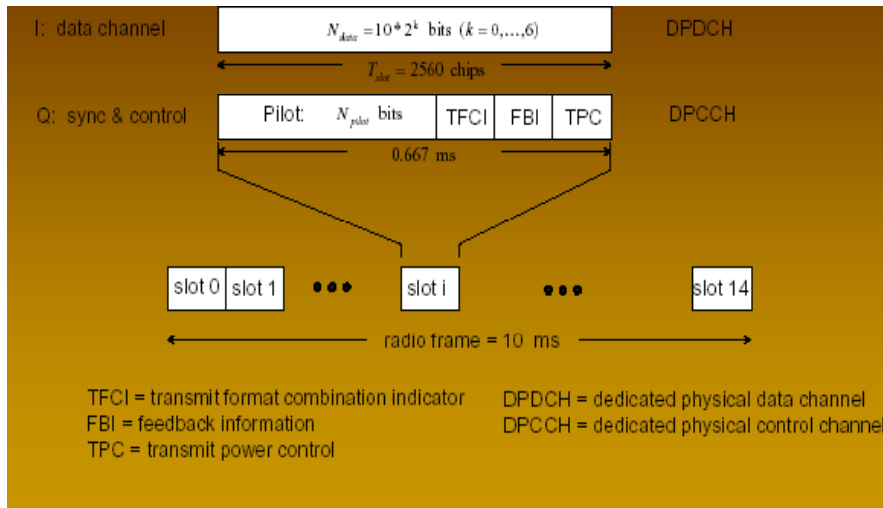 I: data channel
N_data = 10*2^k bits (k = 0,...,6)
DPDCH
T_slot = 2560 chips
Q: sync & control
Pilot: N_pilot bits
TFCI
FBI
TPC
DPCCH
0.667 ms
slot 0
slot 1
•••
slot i
•••
slot 14
radio frame = 10 ms
TFCI = transmit format combination indicator
FBI = feedback information
TPC = transmit power control
DPDCH = dedicated physical data channel
DPCCH = dedicated physical control channel